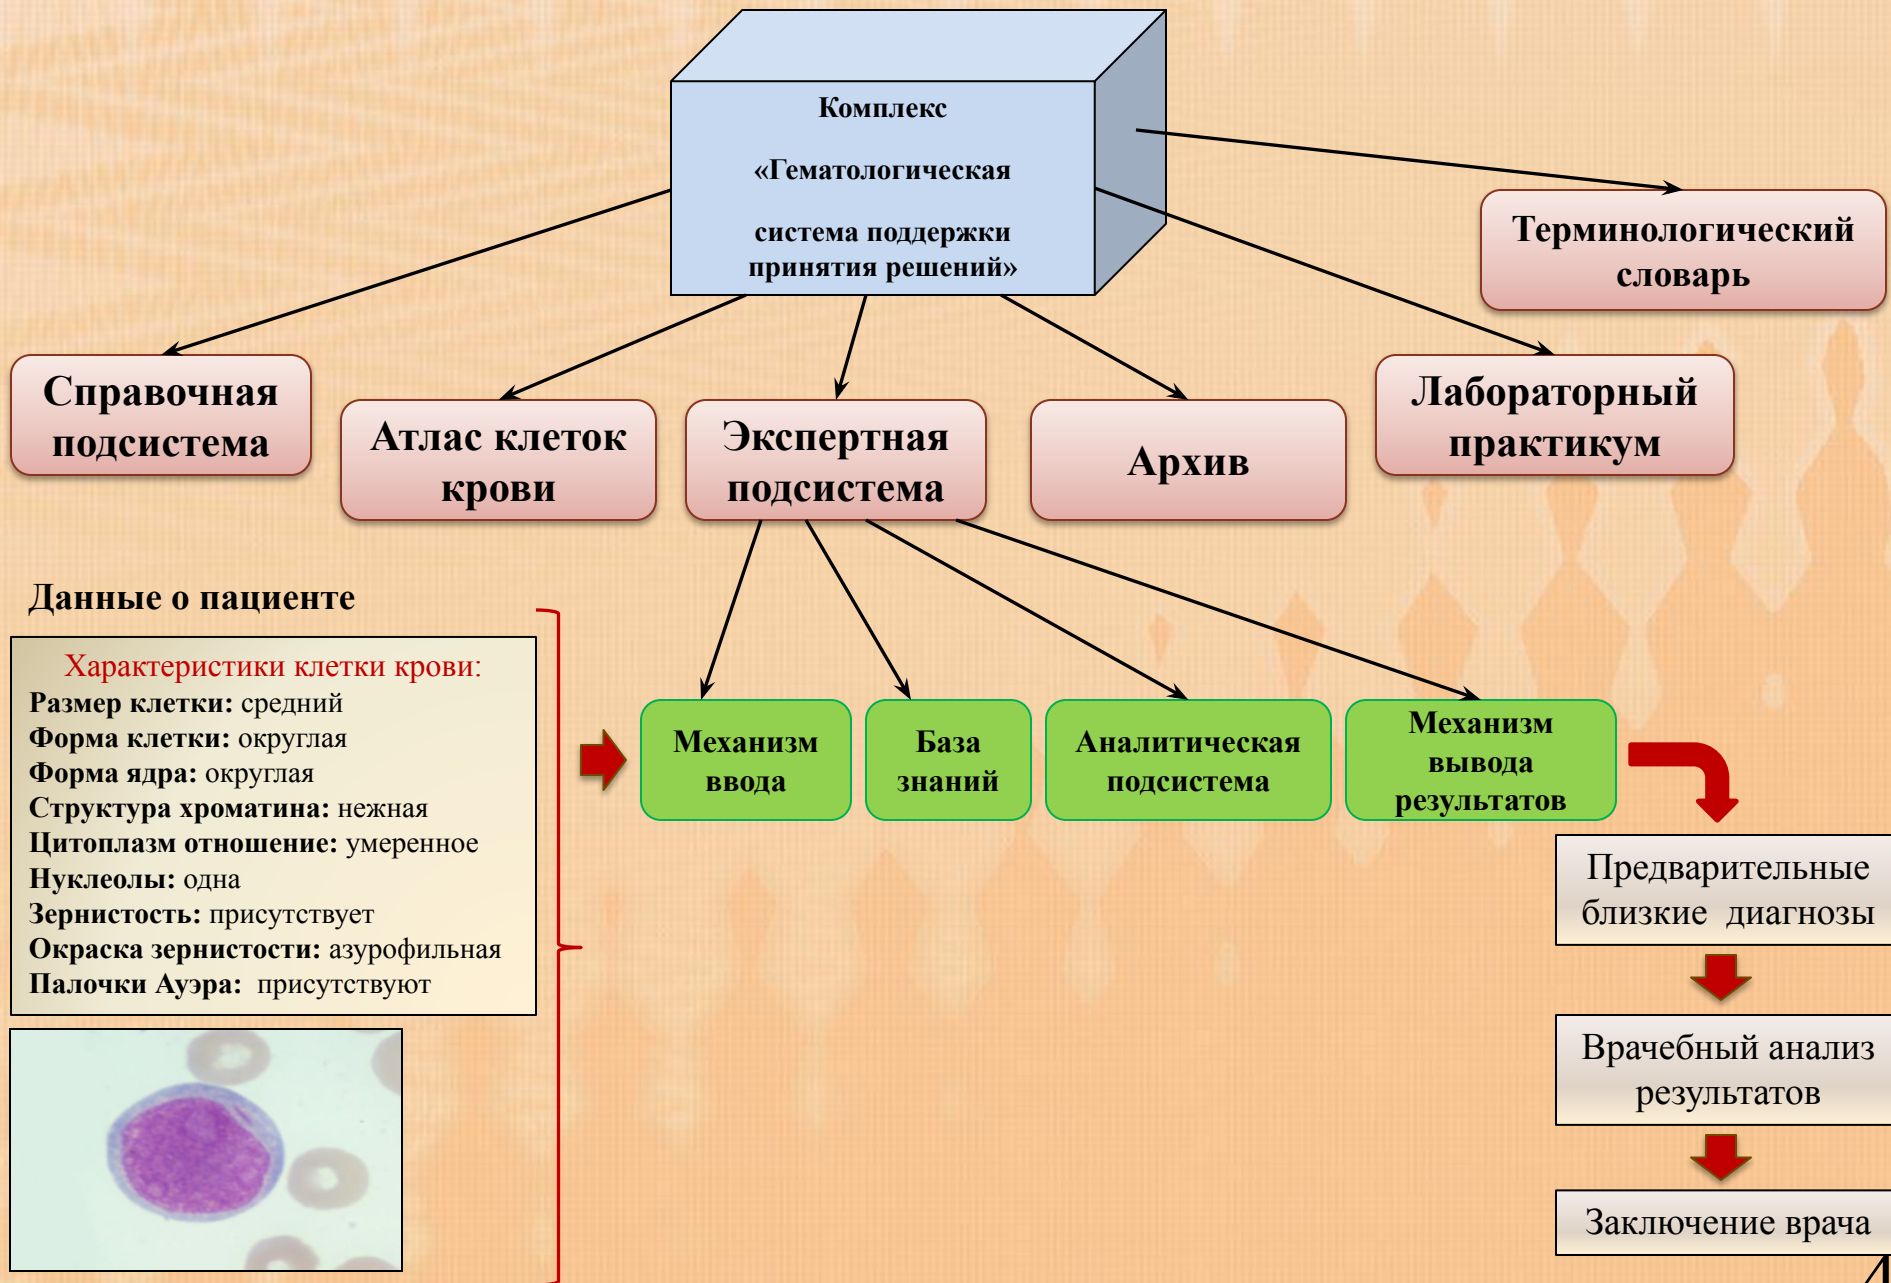 Комплекс
«Гематологическая
система поддержки
принятия решений»
Терминологический
словарь
Справочная
подсистема
Атлас клеток
крови
Экспертная
подсистема
Архив
Лабораторный
практикум
Данные о пациенте
Характеристики клетки крови:
Размер клетки: средний
Форма клетки: округлая
Форма ядра: округлая
Структура хроматина: нежная
Цитоплазм отношение: умеренное
Нуклеолы: одна
Зернистость: присутствует
Окраска зернистости: азурофильная
Палочки Ауэра: присутствуют
Механизм
ввода
База
знаний
Аналитическая
подсистема
Механизм
вывода
результатов
Предварительные
близкие диагнозы
Врачебный анализ
результатов
Заключение врача